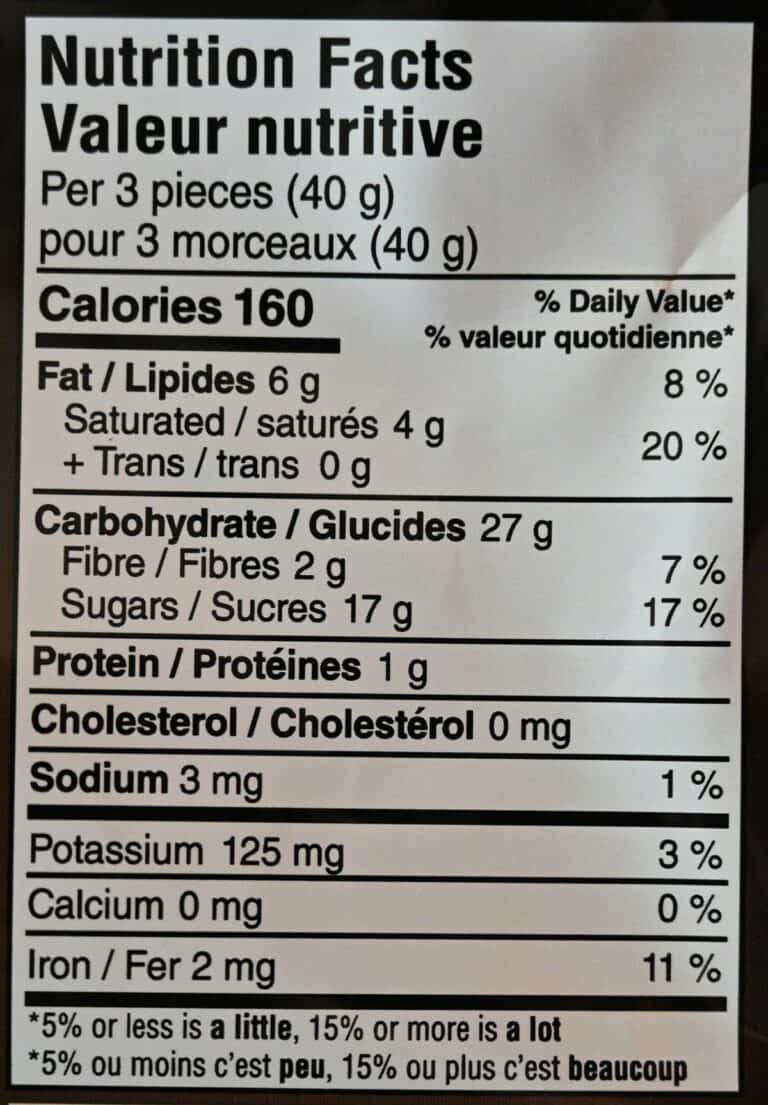 Nutrition Facts
Valeur nutritive
Per 3 pieces (40 g)
pour 3 morceaux (40 g)
Calories 160 % Daily Value*
% valeur quotidienne*
Fat / Lipides 6 g 8 %
Saturated / saturés 4 g
+ Trans / trans 0 g 20 %
Carbohydrate / Glucides 27 g
Fibre / Fibres 2 g 7 %
Sugars / Sucres 17 g 17 %
Protein / Protéines 1 g
Cholesterol / Cholestérol 0 mg
Sodium 3 mg 1 %
Potassium 125 mg 3 %
Calcium 0 mg 0 %
Iron / Fer 2 mg 11 %
*5% or less is a little, 15% or more is a lot
*5% ou moins c'est peu, 15% ou plus c'est beaucoup